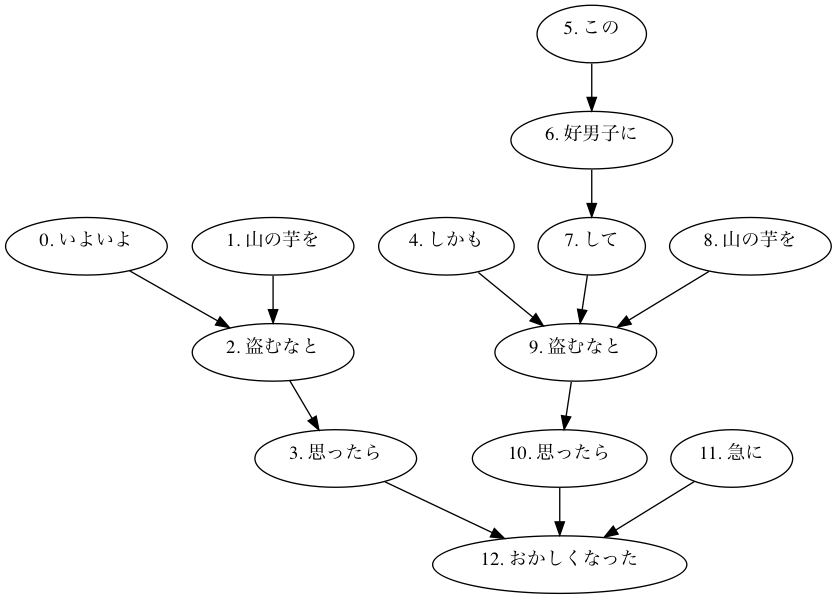 5. この
6. 好男子に
0. いよいよ
1. 山の芋を
4. しかも
7. して
8. 山の芋を
2. 盗むなと
9. 盗むなと
3. 思ったら
10. 思ったら
11. 急に
12. おかしくなった